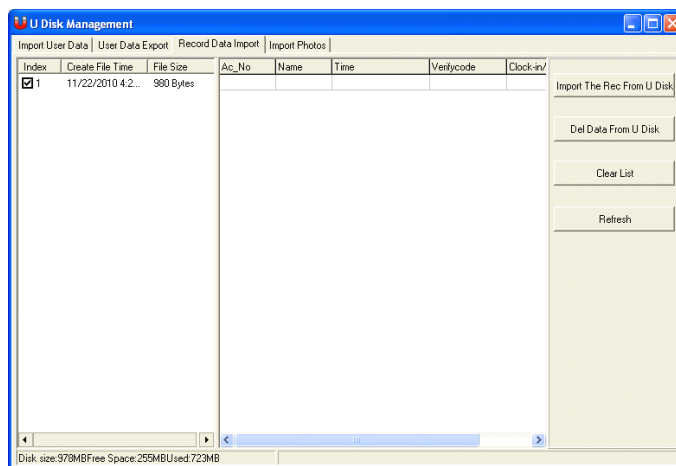 U Disk Management
Import User Data User Data Export Record Data Import Import Photos
Index Create File Time File Size Ac_No Name Time Verifycode Clock-in/
1 11/22/2010 4:2... 980 Bytes
Import The Rec From U Disk
Del Data From U Disk
Clear List
Refresh
Disk size:978MBFree Space:255MBUsed:723MB